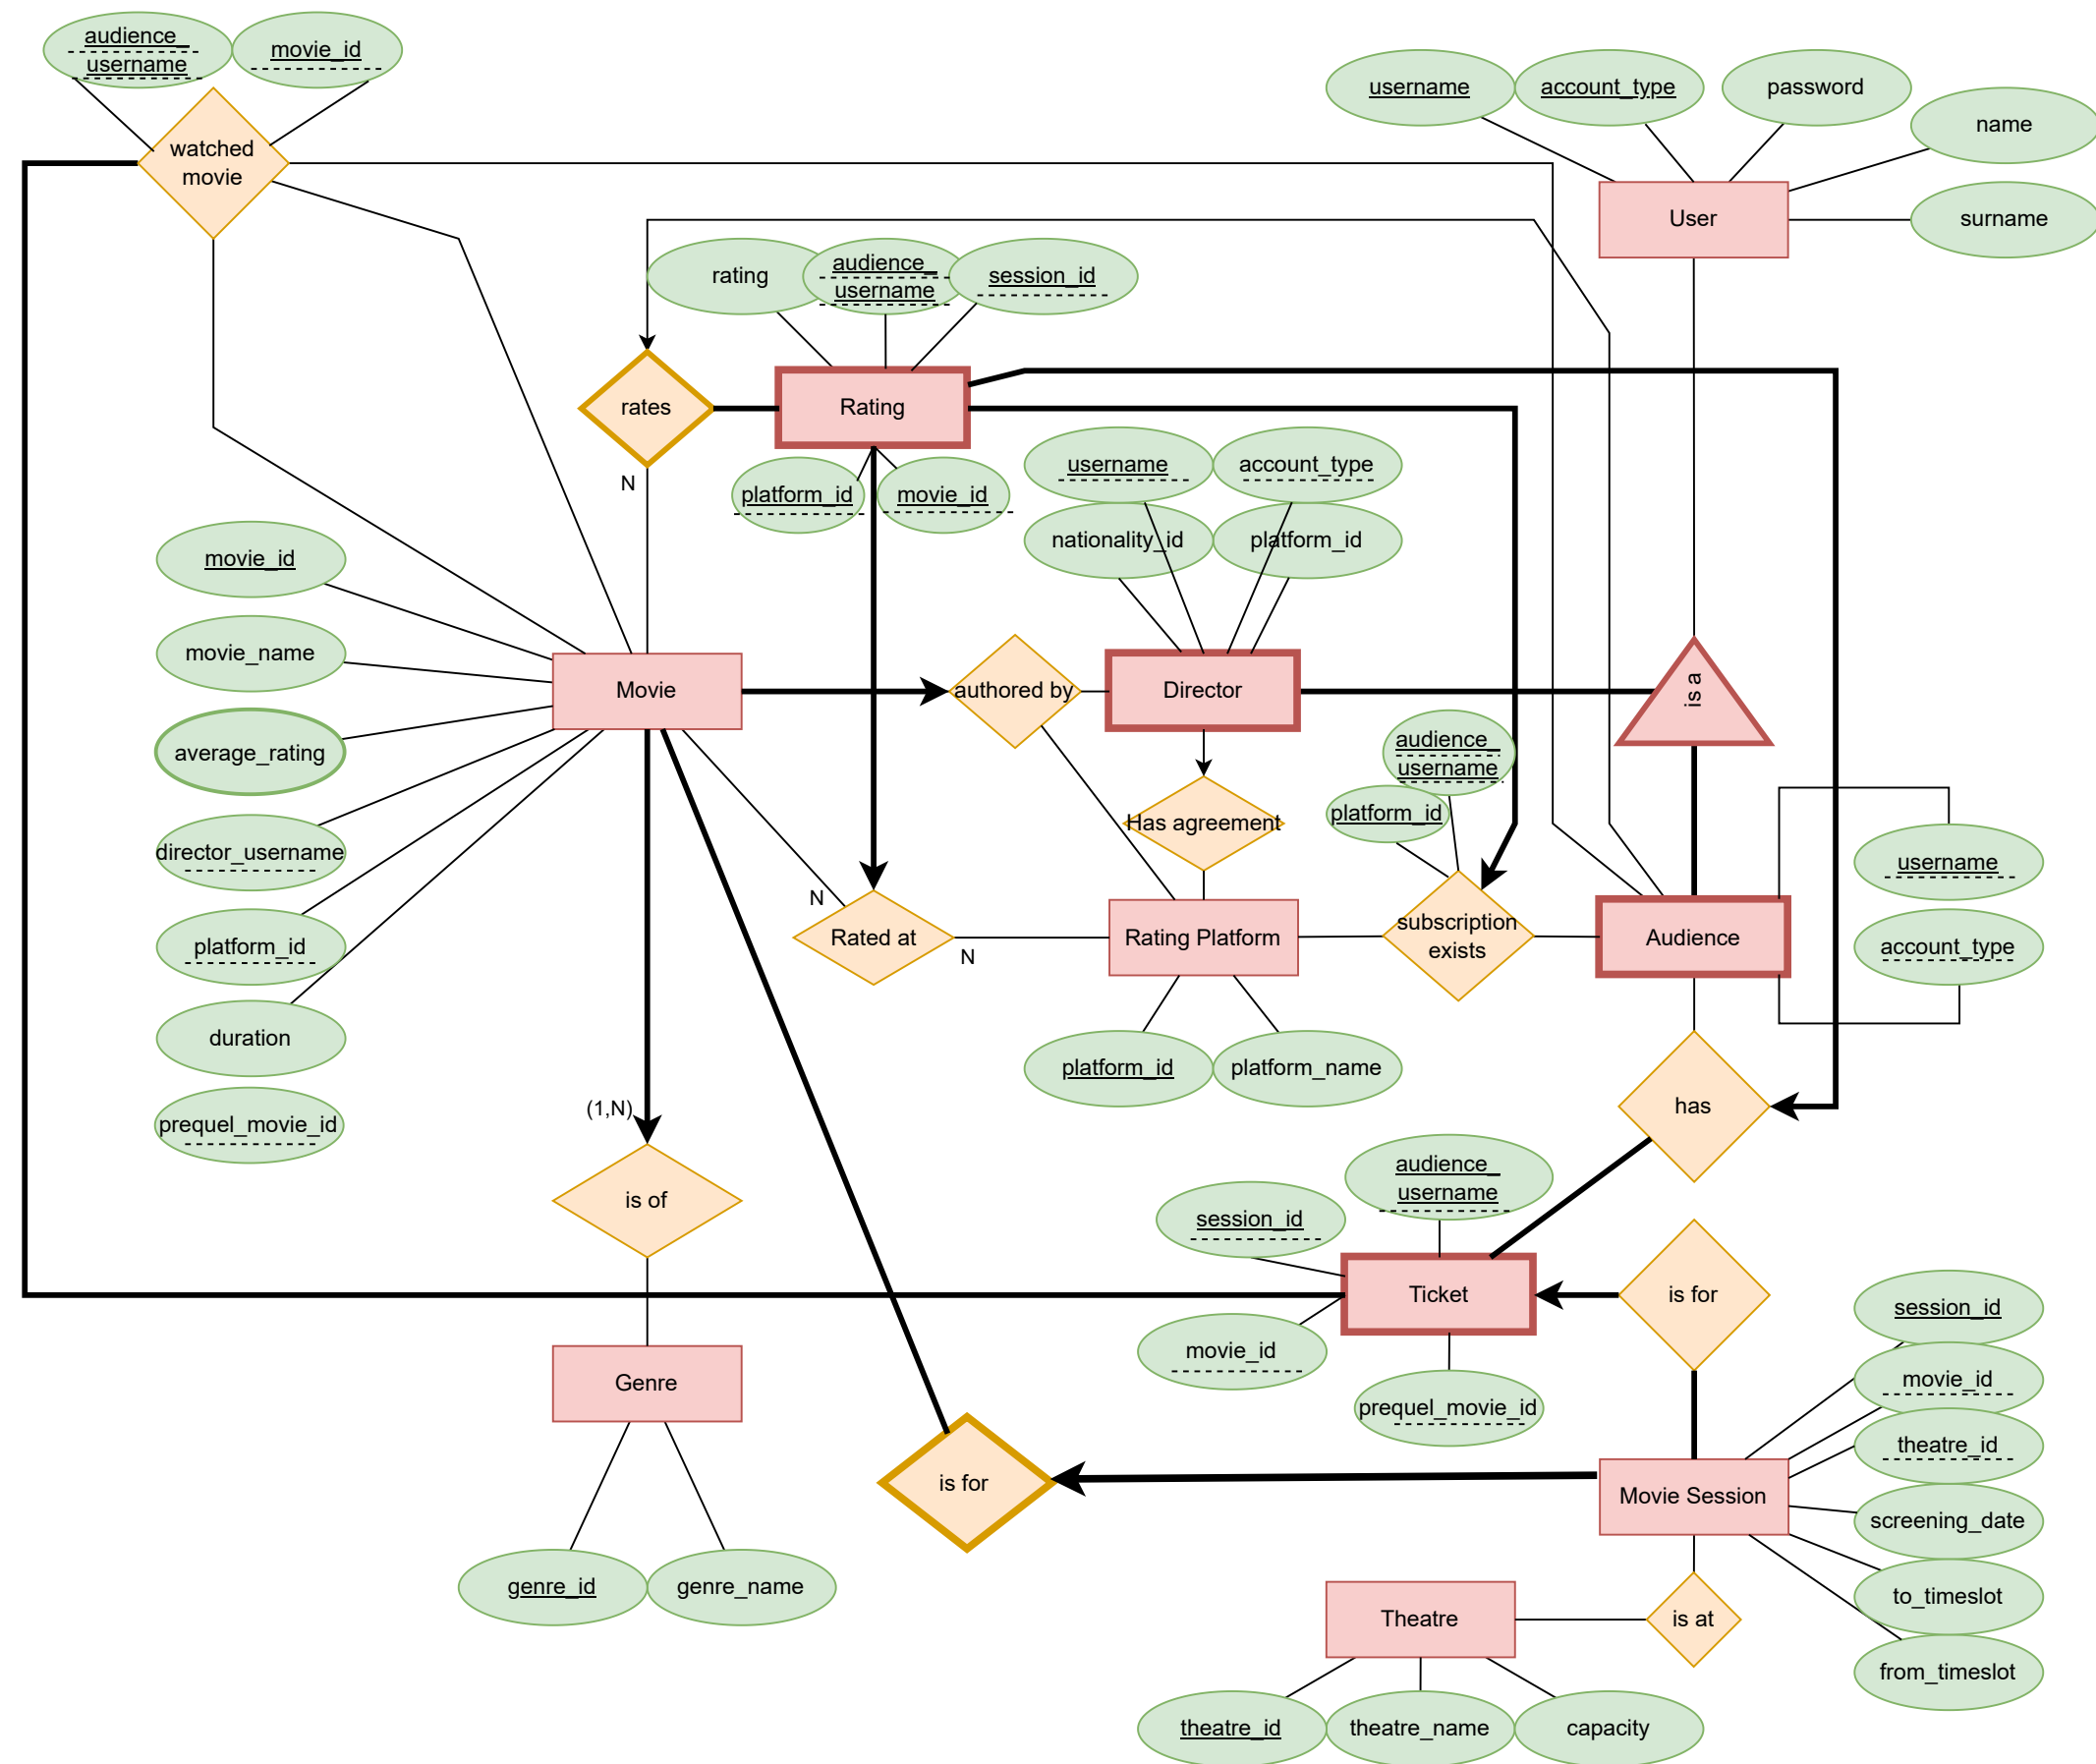 audience_
username
movie_id
watched
movie
username
account_type
password
name
surname
User
rating
audience_
username
session_id
rates
Rating
N
platform_id
movie_id
username
account_type
nationality_id
platform_id
movie_id
movie_name
average_rating
director_username
platform_id
duration
prequel_movie_id
Movie
authored by
Director
is a
audience_
username
platform_id
Has agreement
username
account_type
N
Rated at
N
Rating Platform
subscription
exists
Audience
platform_id
platform_name
has
(1,N)
is of
audience_
username
session_id
Ticket
is for
movie_id
prequel_movie_id
session_id
movie_id
theatre_id
screening_date
to_timeslot
from_timeslot
Genre
is for
Movie Session
genre_id
genre_name
Theatre
is at
theatre_id
theatre_name
capacity